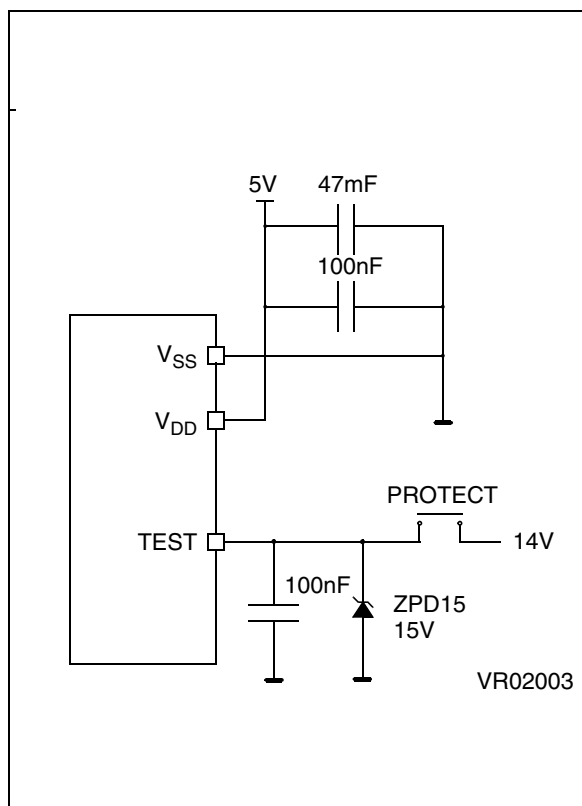 5V
47mF
100nF
VSS
VDD
PROTECT
TEST
14V
100nF
ZPD15
15V
VR02003